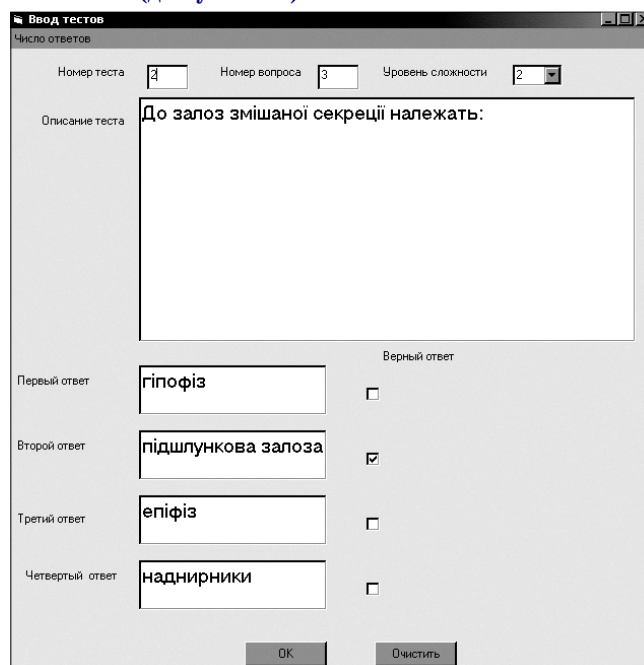 Ввод тестов
Число ответов
Номер теста 2 Номер вопроса 3 Уровень сложности 2
Описание теста До залоз змішаної секреції належать:
Верный ответ
Первый ответ гіпофіз
Второй ответ підшлункова залоза
Третий ответ епіфіз
Четвертый ответ наднирники
OK Очистить